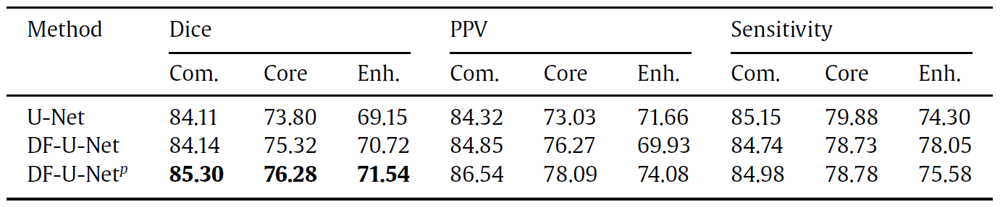 Method Dice PPV Sensitivity
Com. Core Enh. Com. Core Enh. Com. Core Enh.
U-Net 84.11 73.80 69.15 84.32 73.03 71.66 85.15 79.88 74.30
DF-U-Net 84.14 75.32 70.72 84.85 76.27 69.93 84.74 78.73 78.05
DF-U-Netᵖ 85.30 76.28 71.54 86.54 78.09 74.08 84.98 78.78 75.58